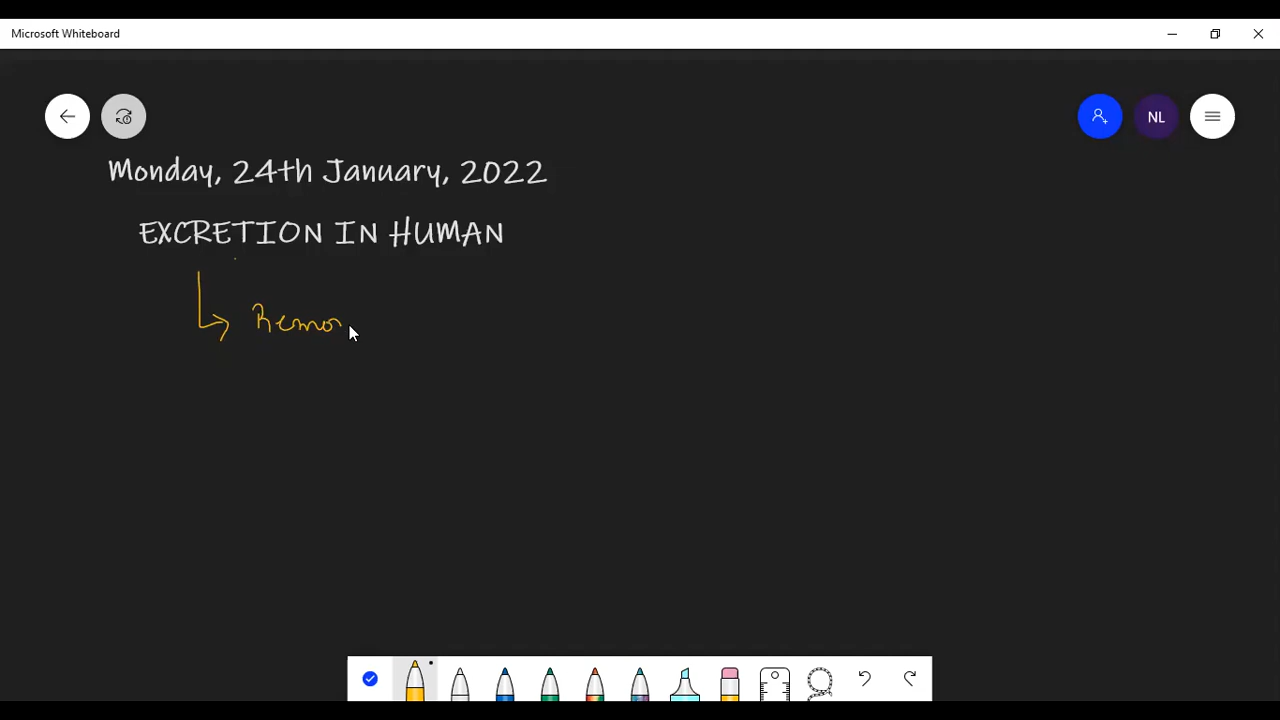 Microsoft Whiteboard
NL
Monday, 24th January, 2022
EXCRETION IN HUMAN
Remo